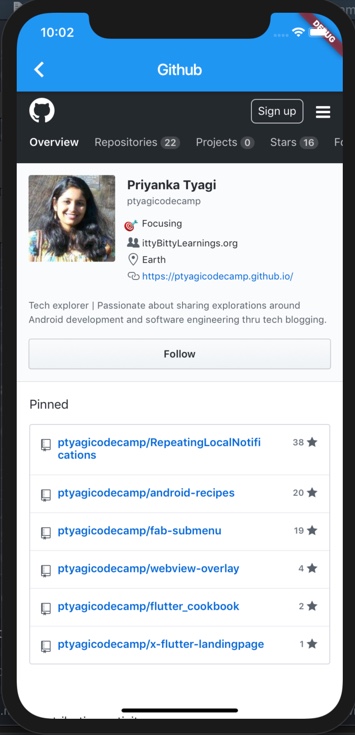 10:02
DEBUG
Github
Sign up
Overview Repositories 22 Projects 0 Stars 16 Fo
Priyanka Tyagi
ptyagicodecamp
Focusing
ittyBittyLearnings.org
Earth
https://ptyagicodecamp.github.io/
Tech explorer | Passionate about sharing explorations around
Android development and software engineering thru tech blogging.
Follow
Pinned
ptyagicodecamp/RepeatingLocalNotifi 38
cations
ptyagicodecamp/android-recipes 20
ptyagicodecamp/fab-submenu 19
ptyagicodecamp/webview-overlay 4
ptyagicodecamp/flutter_cookbook 2
ptyagicodecamp/x-flutter-landingpage 1